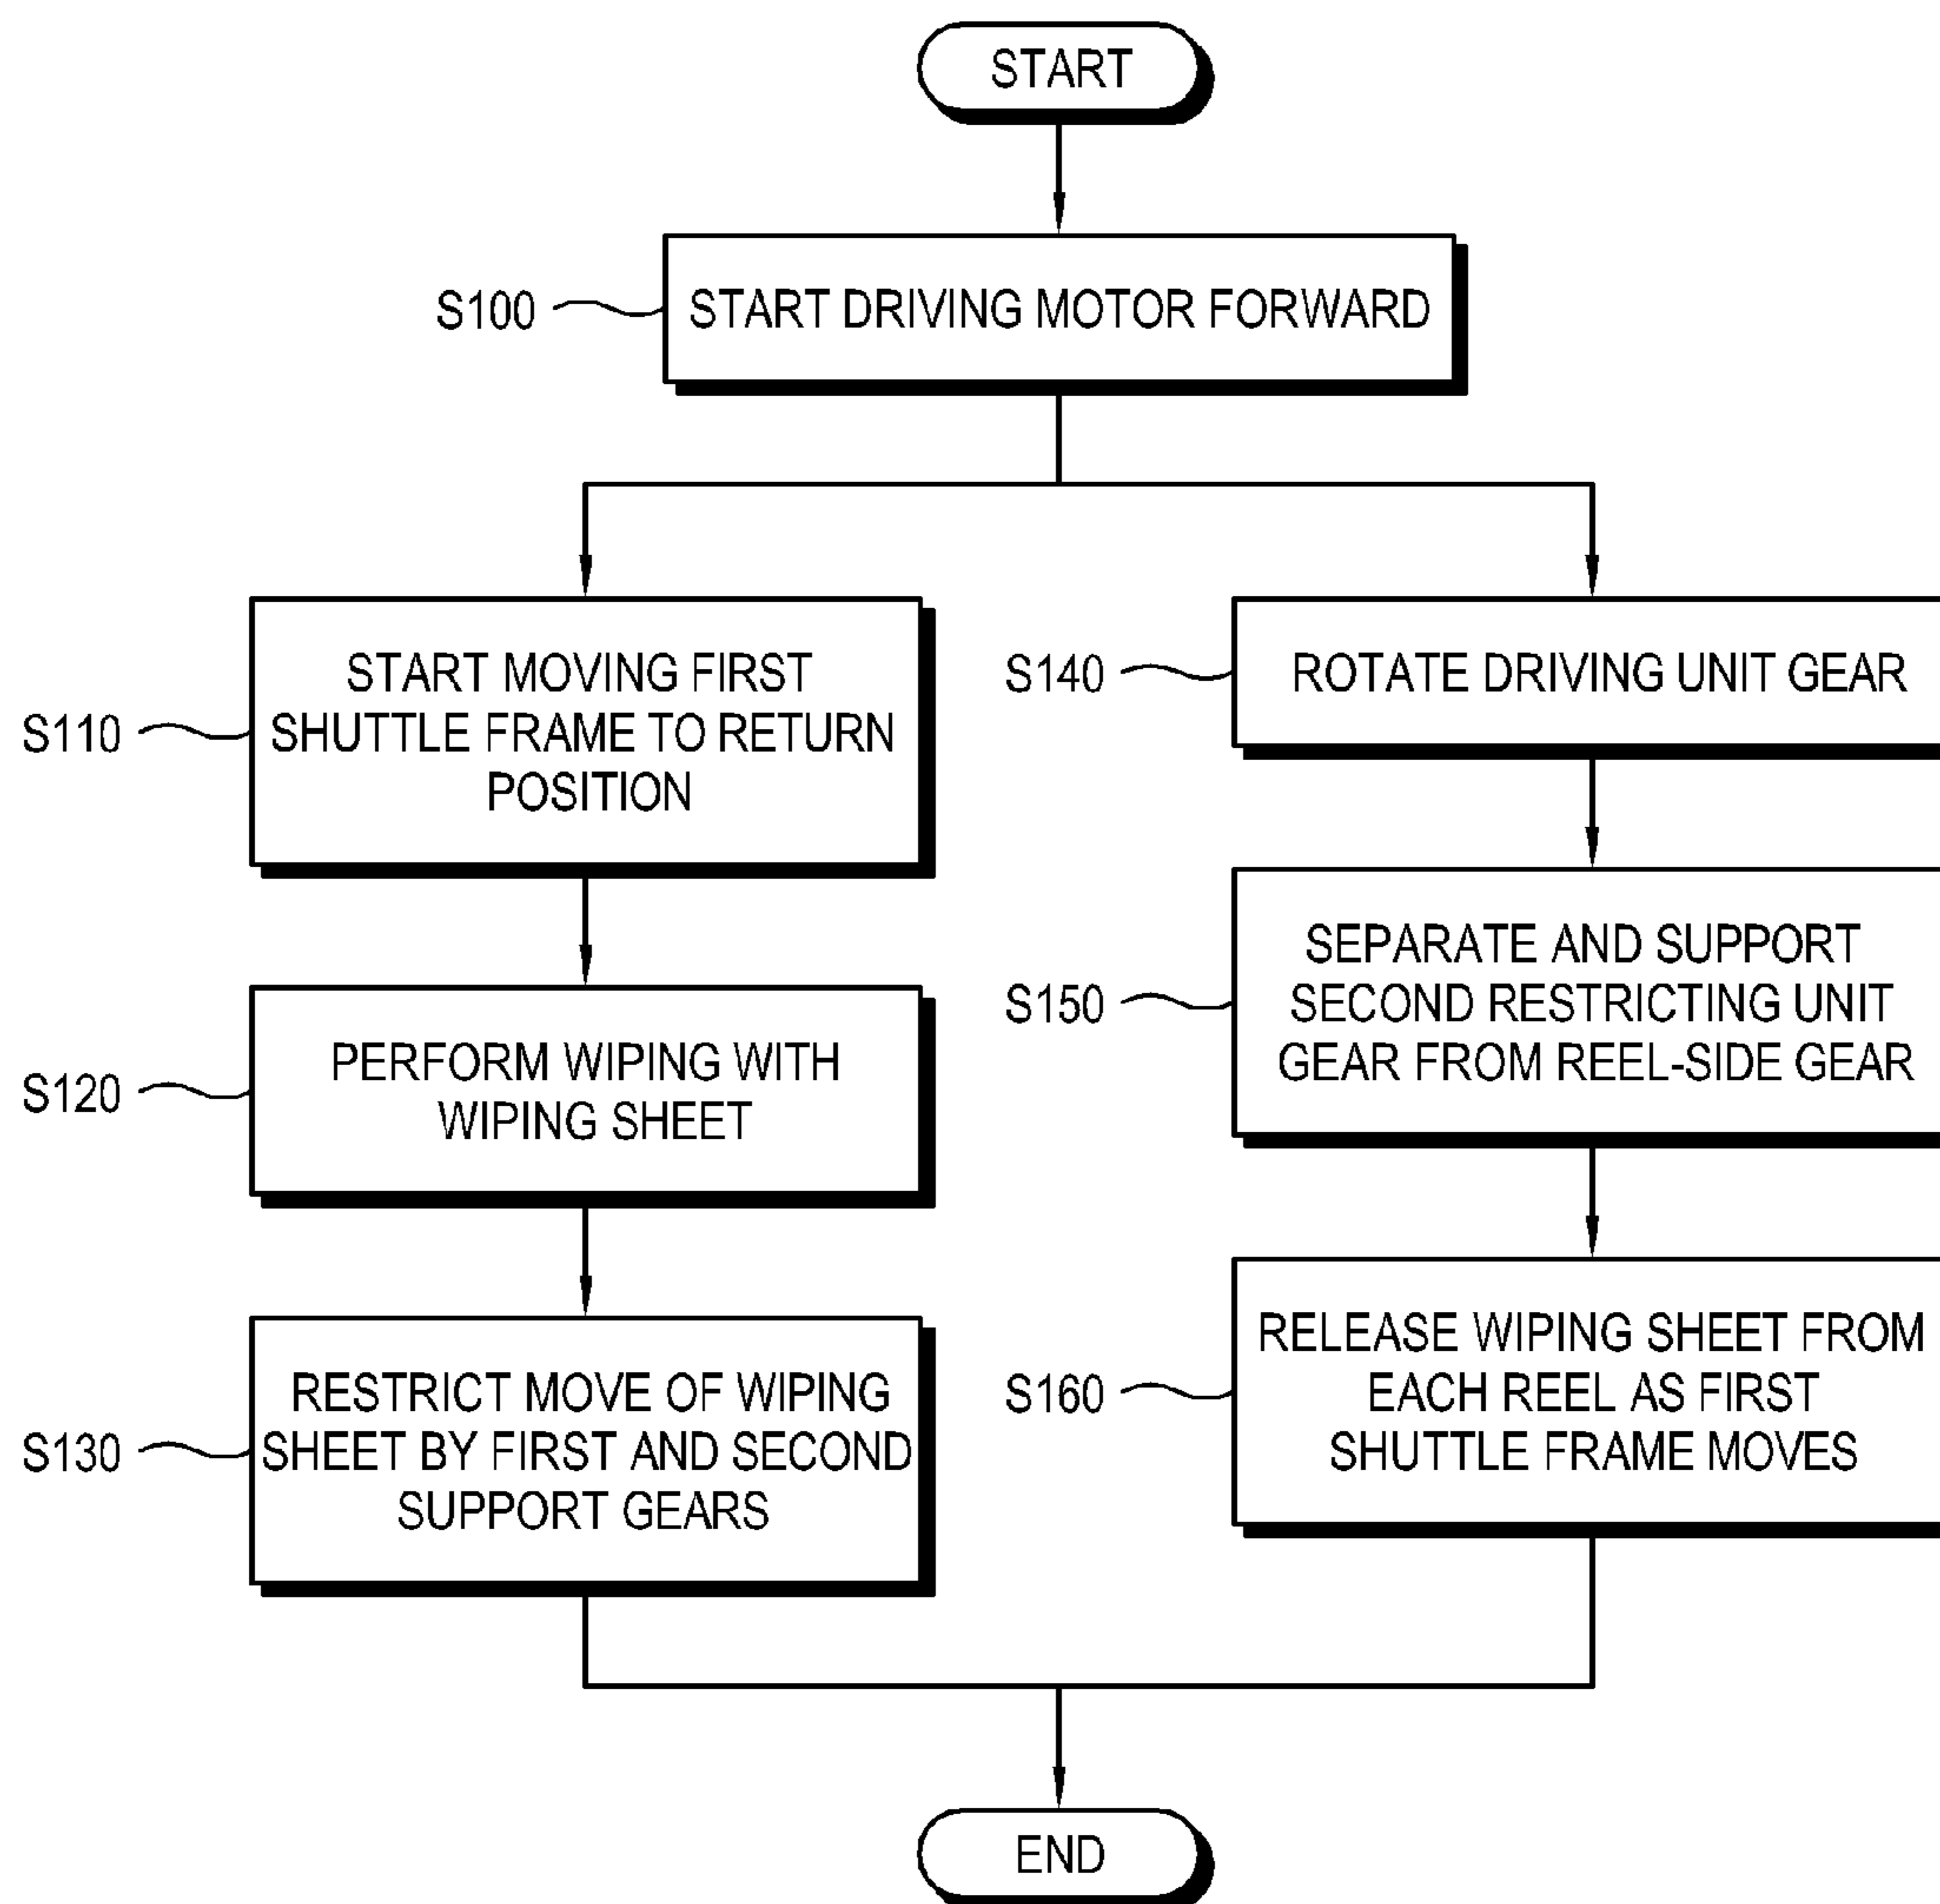 START
S100
START DRIVING MOTOR FORWARD
S110
START MOVING FIRST
SHUTTLE FRAME TO RETURN
POSITION
S120
PERFORM WIPING WITH
WIPING SHEET
S130
RESTRICT MOVE OF WIPING
SHEET BY FIRST AND SECOND
SUPPORT GEARS
S140
ROTATE DRIVING UNIT GEAR
S150
SEPARATE AND SUPPORT
SECOND RESTRICTING UNIT
GEAR FROM REEL-SIDE GEAR
S160
RELEASE WIPING SHEET FROM
EACH REEL AS FIRST
SHUTTLE FRAME MOVES
END